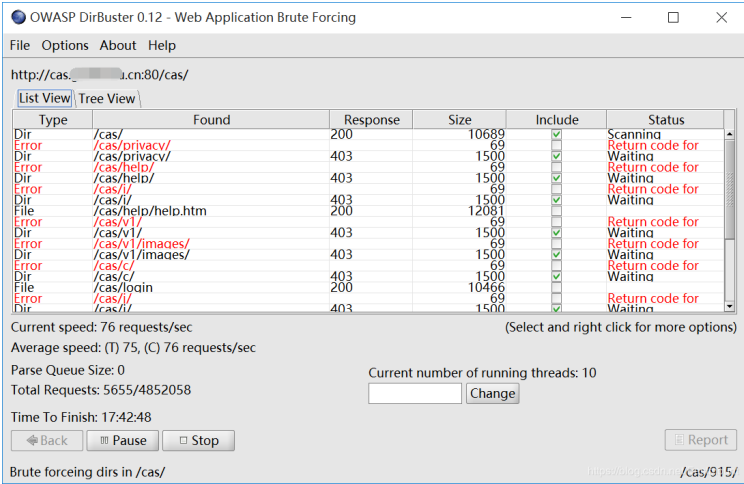 OWASP DirBuster 0.12 - Web Application Brute Forcing
File Options About Help
http://cas. u.cn:80/cas/
List View Tree View
Type Found Response Size Include Status
Dir /cas/ 200 10689 Scanning
Error /cas/privacy/ 69 Return code for
Dir /cas/privacy/ 403 1500 Waiting
Error /cas/help/ 69 Return code for
Dir /cas/help/ 403 1500 Waiting
Error /cas/i/ 69 Return code for
Dir /cas/i/ 403 1500 Waiting
File /cas/help/help.htm 200 12081
Error /cas/v1/ 69 Return code for
Dir /cas/v1/ 403 1500 Waiting
Error /cas/v1/images/ 69 Return code for
Dir /cas/v1/images/ 403 1500 Waiting
Error /cas/c/ 69 Return code for
Dir /cas/c/ 403 1500 Waiting
File /cas/login 200 10466
Error /cas/j/ 69 Return code for
Dir /cas/j/ 403 1500 Waiting
Current speed: 76 requests/sec (Select and right click for more options)
Average speed: (T) 75, (C) 76 requests/sec
Parse Queue Size: 0 Current number of running threads: 10
Total Requests: 5655/4852058
Change
Time To Finish: 17:42:48
Back Pause Stop Report
Brute forceing dirs in /cas/ /cas/915/